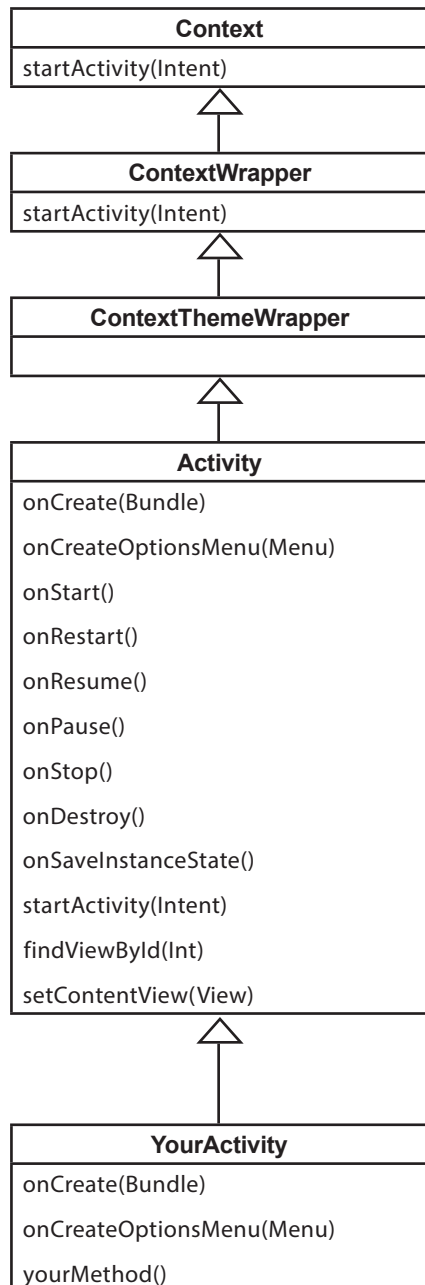 Context
startActivity(Intent)
ContextWrapper
startActivity(Intent)
ContextThemeWrapper
Activity
onCreate(Bundle)
onCreateOptionsMenu(Menu)
onStart()
onRestart()
onResume()
onPause()
onStop()
onDestroy()
onSaveInstanceState()
startActivity(Intent)
findViewById(Int)
setContentView(View)
YourActivity
onCreate(Bundle)
onCreateOptionsMenu(Menu)
yourMethod()